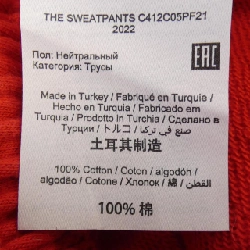 THE SWEATPANTS C412C05PF21
2022
Пол: Нейтральный
Категория: Трусы
EAC
Made in Turkey / Fabriqué en Turquie /
Hecho en Turquia / Fabricado em
Turquia / Prodotto in Turchia / Сделано в
Турции / トルコ / صنع في تركيا
土耳其制造
100% Cotton / Coton / algodón /
algodão / Cotone / Хлопок / 綿 / القطن
100% 棉